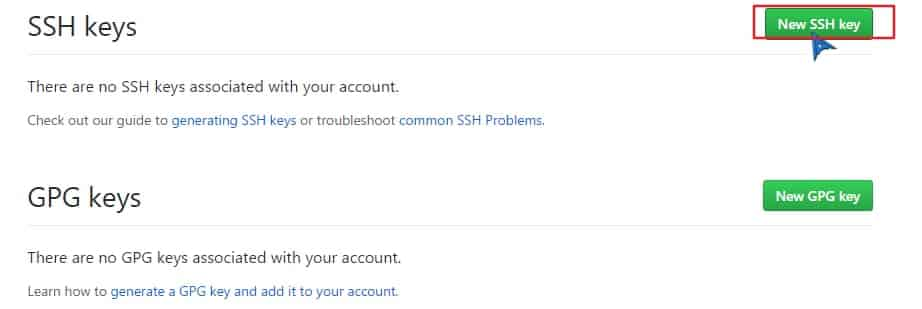 SSH keys
New SSH key
There are no SSH keys associated with your account.
Check out our guide to generating SSH keys or troubleshoot common SSH Problems.
GPG keys
New GPG key
There are no GPG keys associated with your account.
Learn how to generate a GPG key and add it to your account.